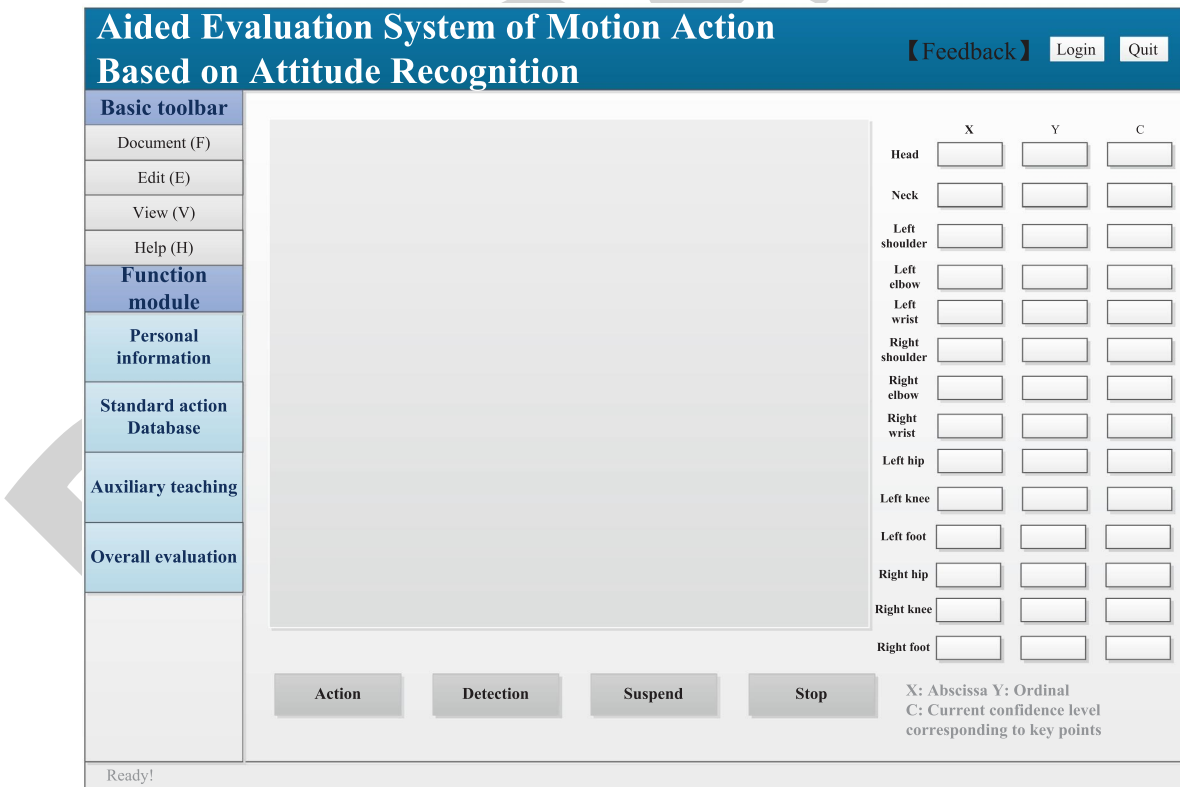 Aided Evaluation System of Motion Action
Based on Attitude Recognition
【Feedback】 Login Quit
Basic toolbar
Document (F)
Edit (E)
View (V)
Help (H)
Function
module
Personal
information
Standard action
Database
Auxiliary teaching
Overall evaluation
X Y C
Head
Neck
Left
shoulder
Left
elbow
Left
wrist
Right
shoulder
Right
elbow
Right
wrist
Left hip
Left knee
Left foot
Right hip
Right knee
Right foot
Action Detection Suspend Stop
X: Abscissa Y: Ordinal
C: Current confidence level
corresponding to key points
Ready!